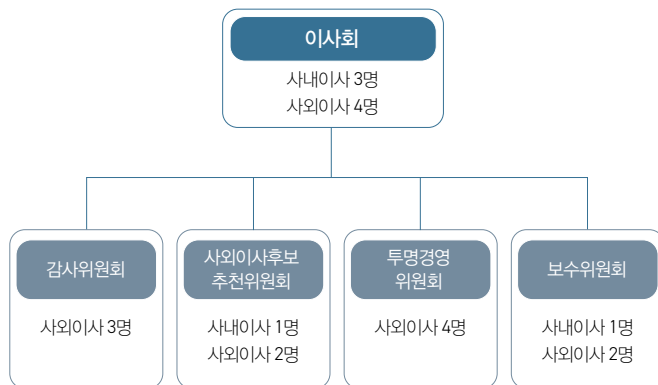 이사회
사내이사 3명
사외이사 4명
감사위원회
사외이사 3명
사외이사후보
추천위원회
사내이사 1명
사외이사 2명
투명경영
위원회
사외이사 4명
보수위원회
사내이사 1명
사외이사 2명